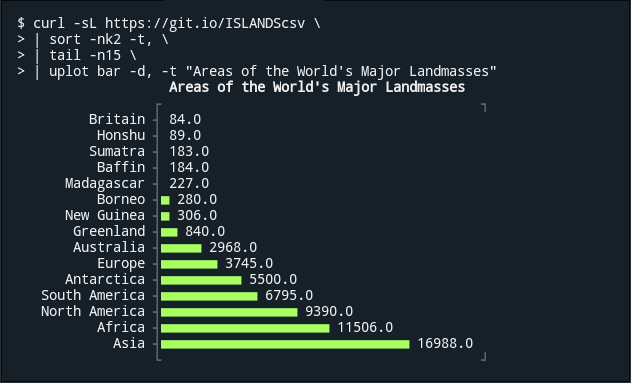 $ curl -sL https://git.io/ISLANDScsv \
> | sort -nk2 -t, \
> | tail -n15 \
> | uplot bar -d, -t "Areas of the World's Major Landmasses"
Areas of the World's Major Landmasses
Britain 84.0
Honshu 89.0
Sumatra 183.0
Baffin 184.0
Madagascar 227.0
Borneo 280.0
New Guinea 306.0
Greenland 840.0
Australia 2968.0
Europe 3745.0
Antarctica 5500.0
South America 6795.0
North America 9390.0
Africa 11506.0
Asia 16988.0